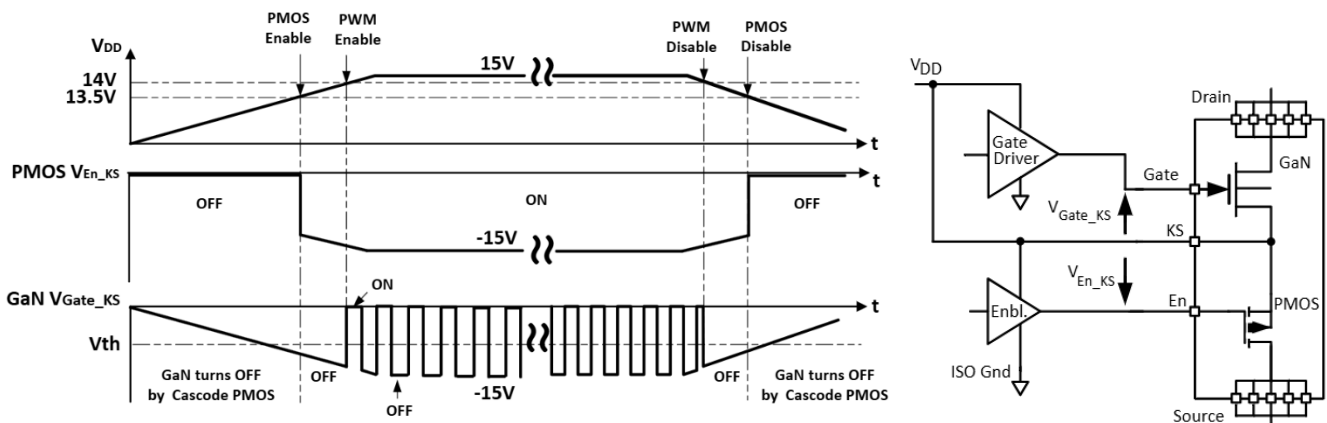 PMOS
Enable
PWM
Enable
PWM
Disable
PMOS
Disable
VDD
14V
13.5V
15V
t
PMOS VEn_KS
t
OFF
ON
OFF
-15V
GaN VGate_KS
ON
t
Vth
GaN turns OFF
by Cascode PMOS
OFF
OFF
-15V
OFF
GaN turns OFF
by Cascode PMOS
VDD
Drain
Gate
Driver
Gate
GaN
VGate_KS
KS
VEn_KS
PMOS
En
Enbl.
ISO Gnd
Source